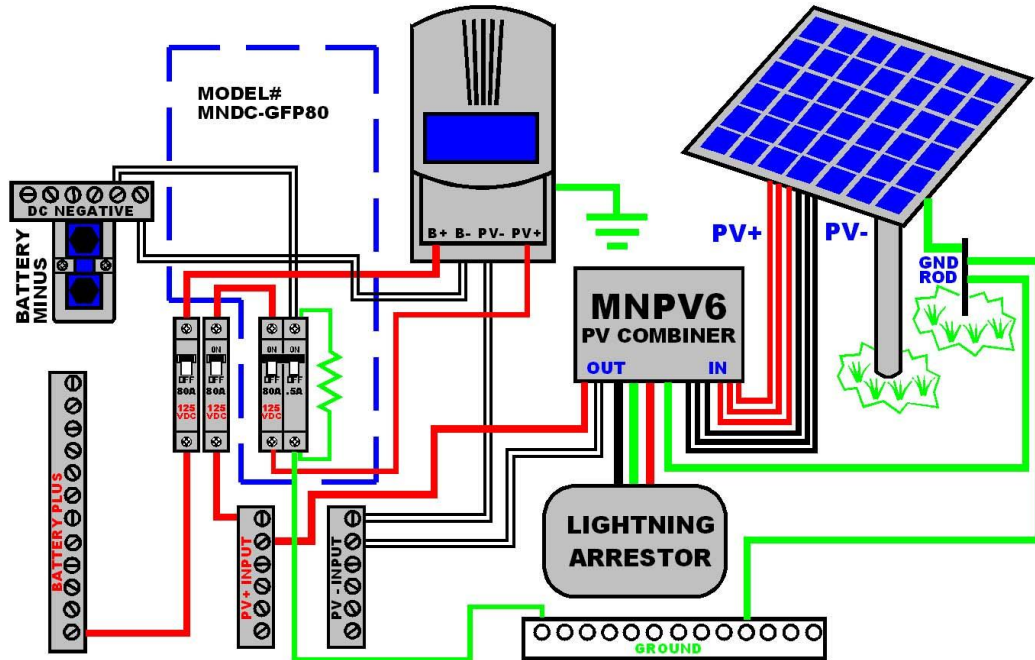 MODEL#
MNDC-GFP80
DC NEGATIVE
BATTERY
MINUS
B+ B- PV- PV+
PV+
PV-
GND
ROD
MNPV6
PV COMBINER
OUT
IN
OFF
80A
125
VDC
ON
OFF
80A
125
VDC
ON
OFF
80A
125
VDC
ON
OFF
.5A
BATTERY PLUS
PV+ INPUT
PV -INPUT
LIGHTNING
ARRESTOR
GROUND